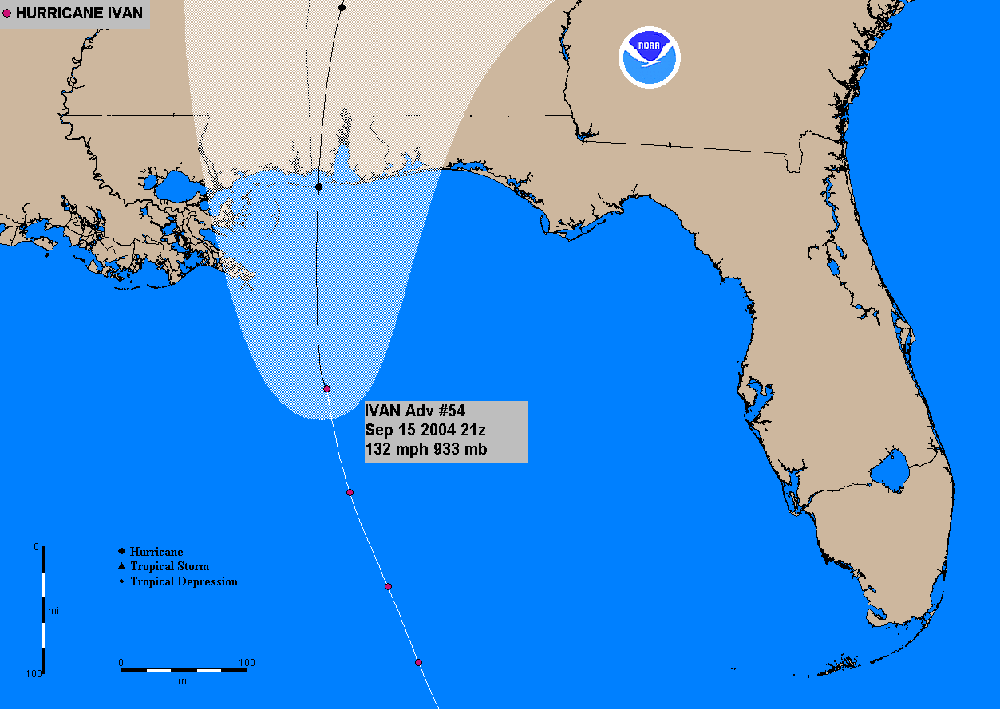 HURRICANE IVAN
NOAA
IVAN Adv #54
Sep 15 2004 21z
132 mph 933 mb
Hurricane
Tropical Storm
Tropical Depression
0
mi
100
0 100
mi